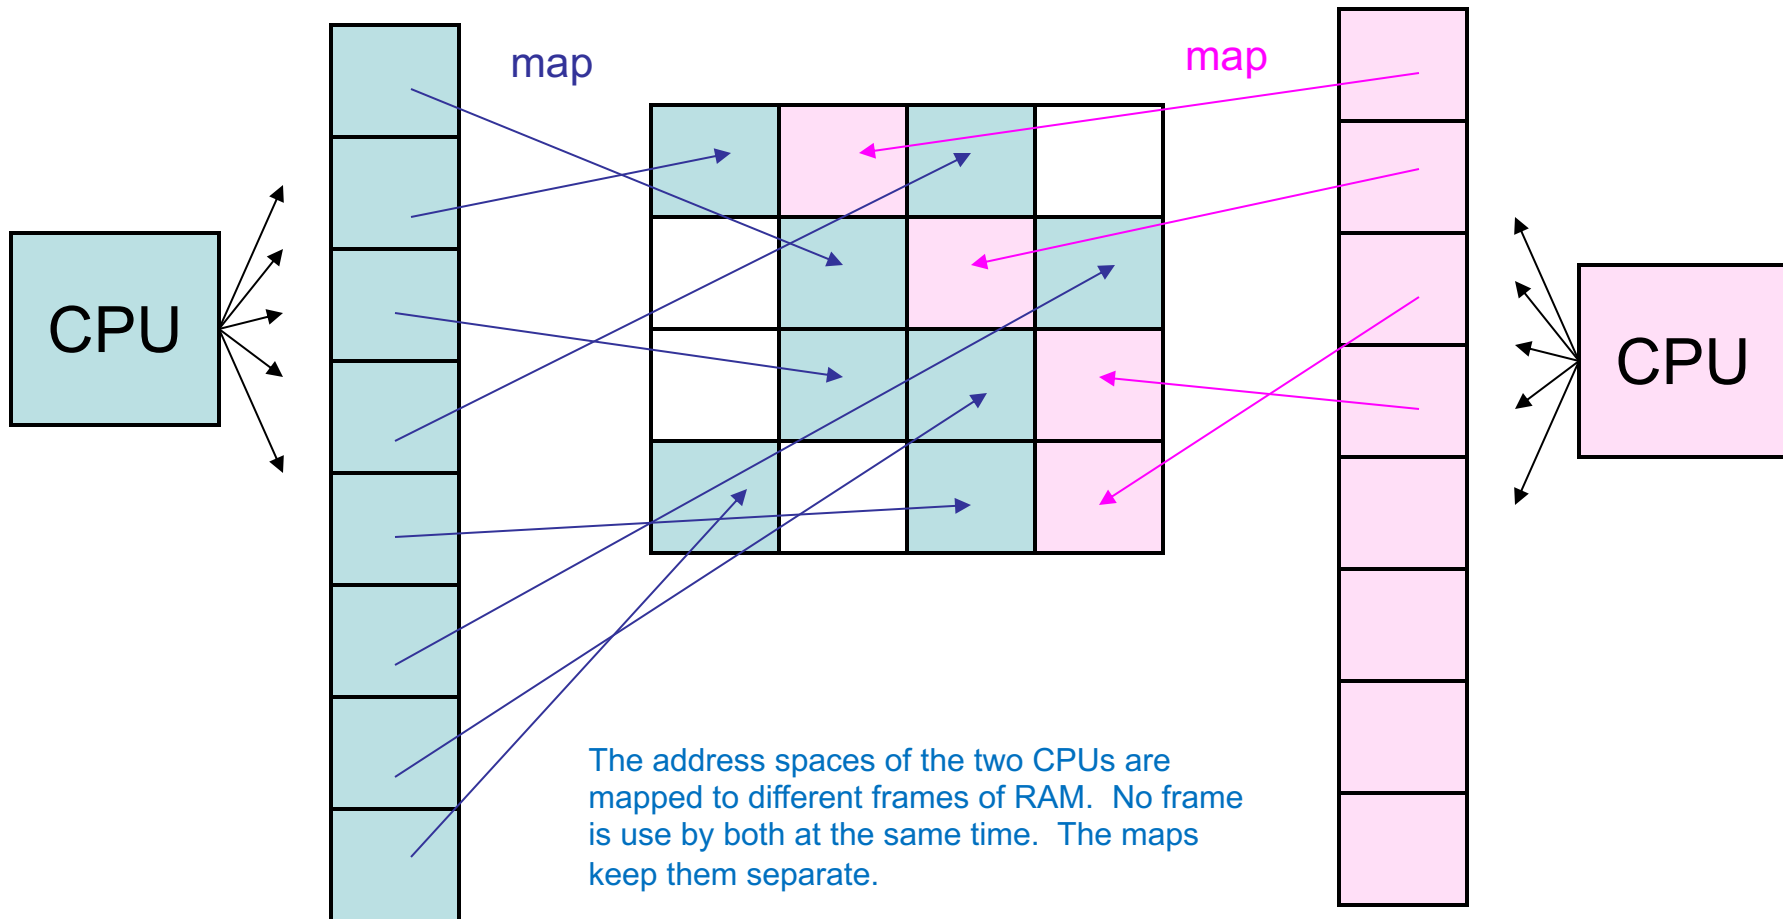 map
map
CPU
CPU
The address spaces of the two CPUs are
mapped to different frames of RAM.  No frame
is use by both at the same time.  The maps
keep them separate.